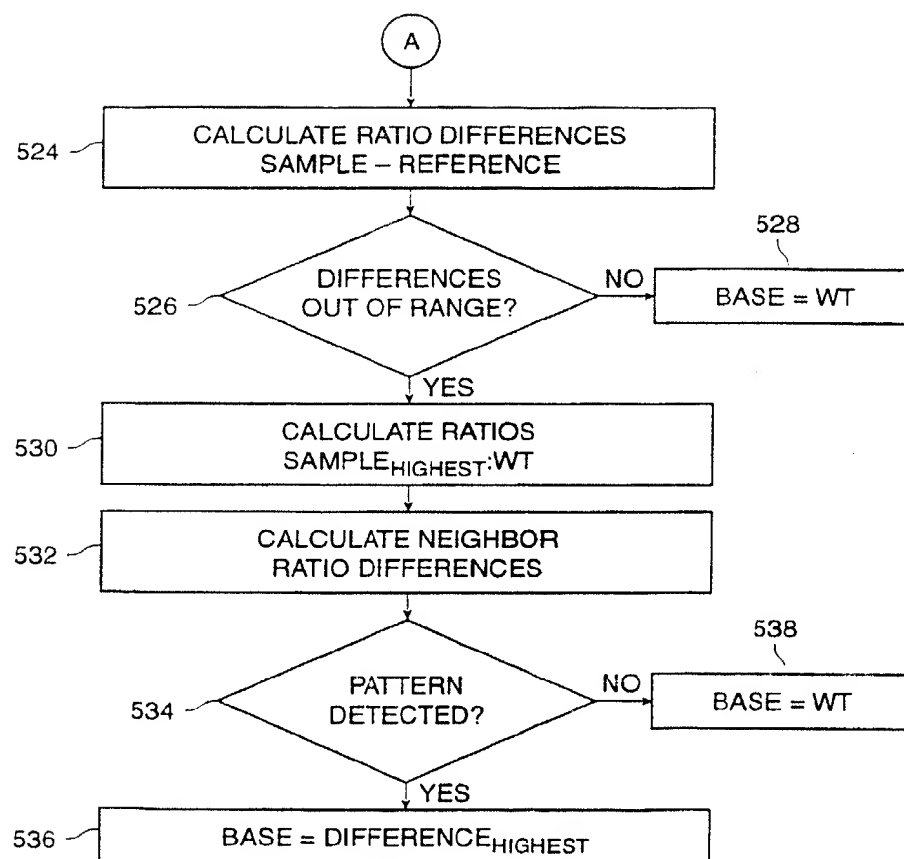 A
524
CALCULATE RATIO DIFFERENCES
SAMPLE – REFERENCE
526
DIFFERENCES
OUT OF RANGE?
NO
528
BASE = WT
YES
530
CALCULATE RATIOS
SAMPLEHIGHEST:WT
532
CALCULATE NEIGHBOR
RATIO DIFFERENCES
534
PATTERN
DETECTED?
NO
538
BASE = WT
YES
536
BASE = DIFFERENCEHIGHEST